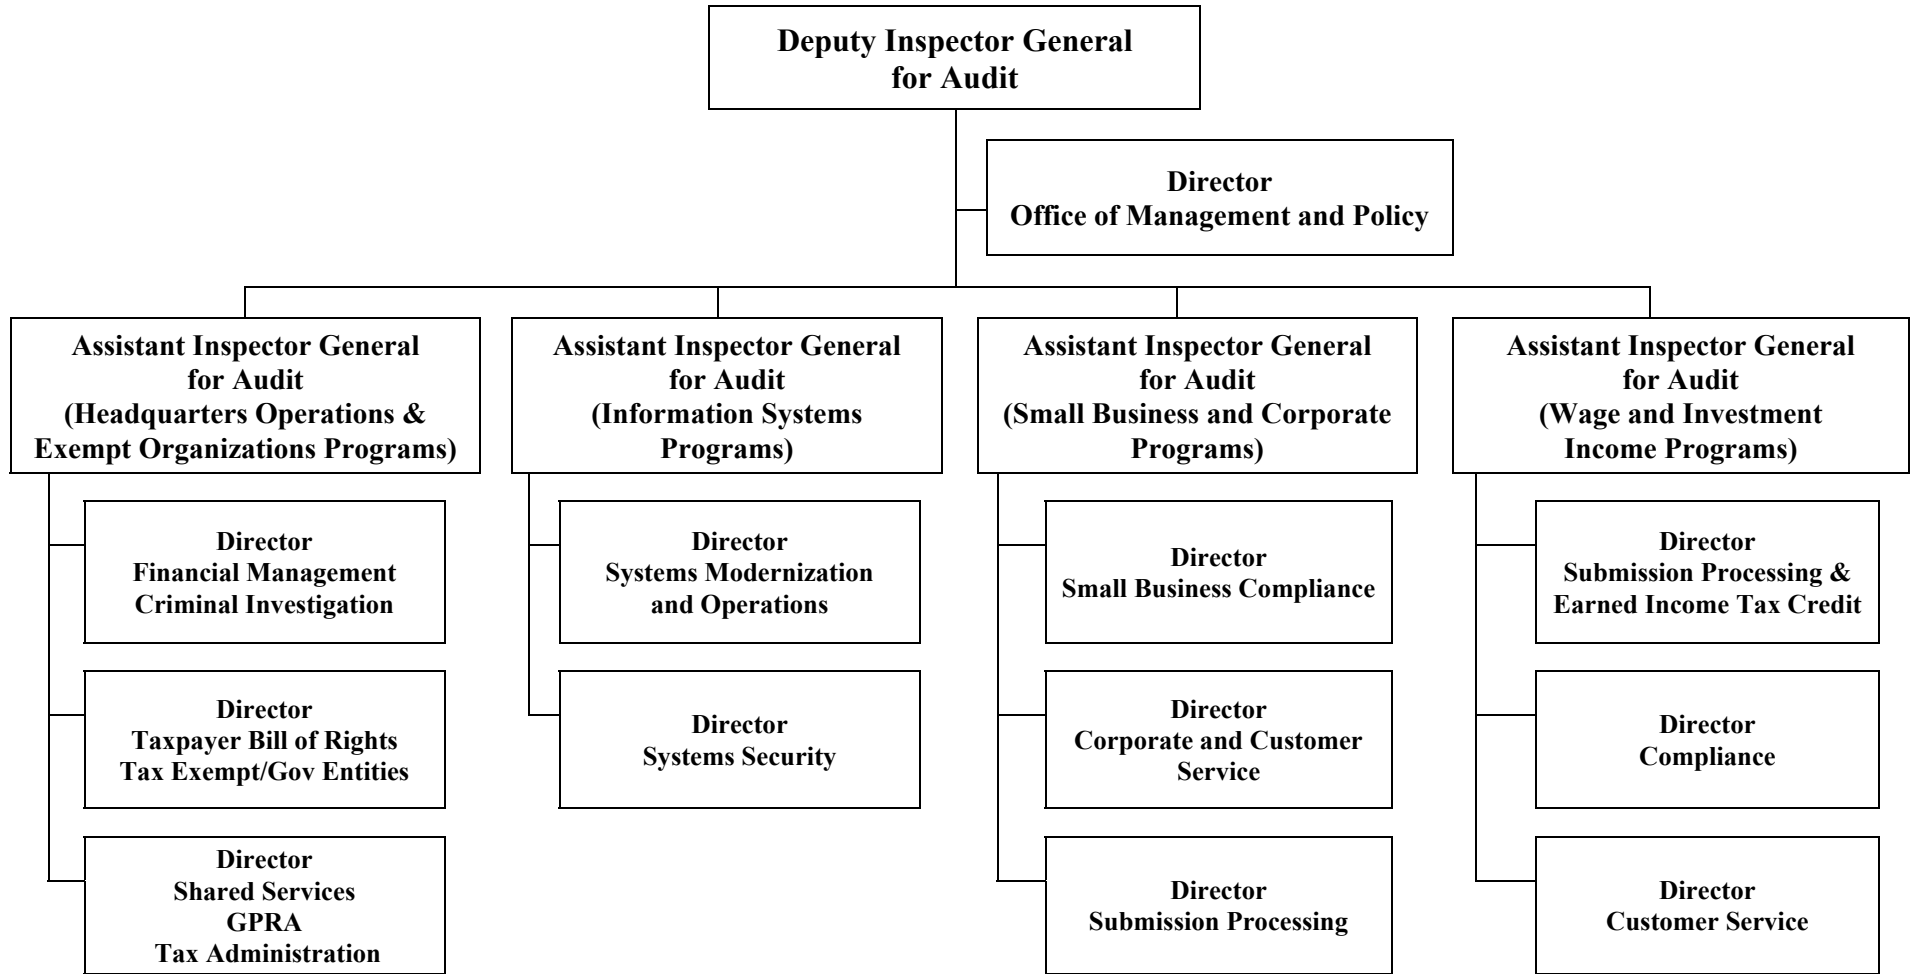 Deputy Inspector General
for Audit
Director
Office of Management and Policy
Assistant Inspector General
for Audit
(Headquarters Operations &
Exempt Organizations Programs)
Assistant Inspector General
for Audit
(Information Systems
Programs)
Assistant Inspector General
for Audit
(Small Business and Corporate
Programs)
Assistant Inspector General
for Audit
(Wage and Investment
Income Programs)
Director
Financial Management
Criminal Investigation
Director
Systems Modernization
and Operations
Director
Small Business Compliance
Director
Submission Processing &
Earned Income Tax Credit
Director
Taxpayer Bill of Rights
Tax Exempt/Gov Entities
Director
Systems Security
Director
Corporate and Customer
Service
Director
Compliance
Director
Shared Services
GPRA
Tax Administration
Director
Submission Processing
Director
Customer Service